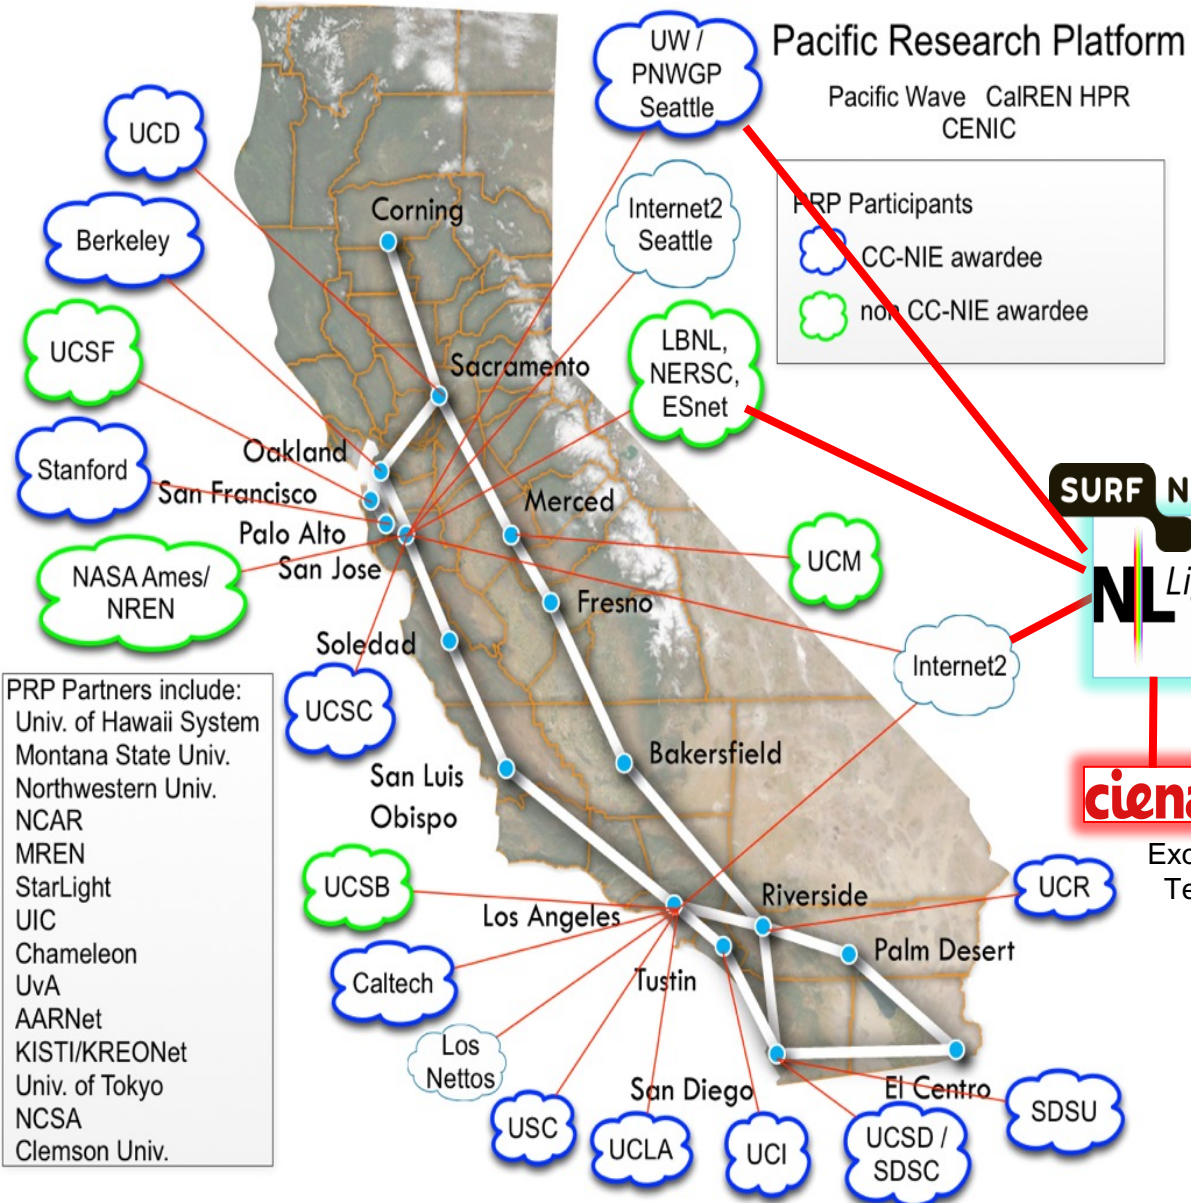 UW /
PNWGP
Seattle
Pacific Research Platform
Pacific Wave CalREN HPR
CENIC
UCD
Internet2
Seattle
PRP Participants
CC-NIE awardee
non CC-NIE awardee
Corning
Berkeley
UCSF
LBNL,
NERSC,
ESnet
Sacramento
Oakland
Stanford
San Francisco
Merced
SURF N
Palo Alto
San Jose
NASA Ames/
NREN
UCM
NL
Fresno
Soledad
Internet2
UCSC
PRP Partners include:
Univ. of Hawaii System
Montana State Univ.
Northwestern Univ.
NCAR
MREN
StarLight
UIC
Chameleon
UvA
AARNet
KISTI/KREONet
Univ. of Tokyo
NCSA
Clemson Univ.
San Luis
Obispo
Bakersfield
ciena
UCSB
Los Angeles
Riverside
UCR
Caltech
Tustin
Palm Desert
Los
Nettos
San Diego
El Centro
USC
UCLA
UCI
UCSD /
SDSC
SDSU